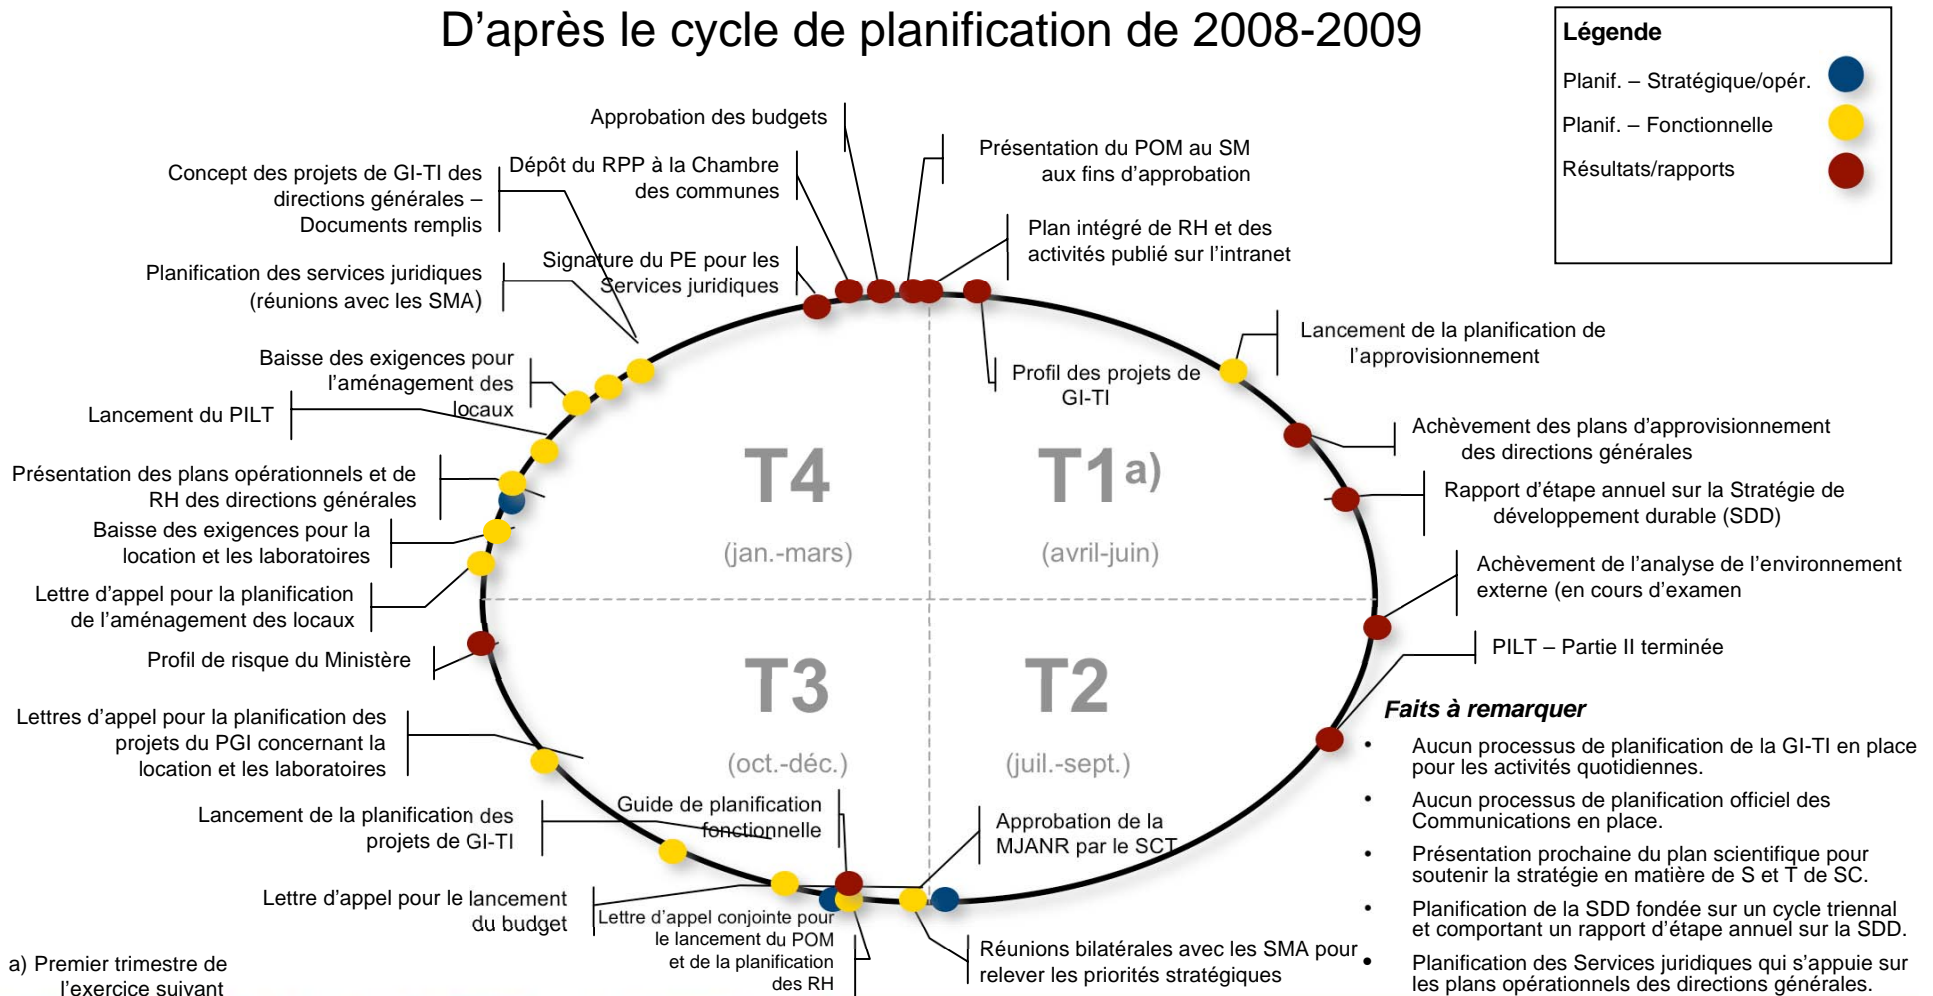 D'après le cycle de planification de 2008-2009
Légende
Planif. – Stratégique/opér.
Planif. – Fonctionnelle
Résultats/rapports
Approbation des budgets
Dépôt du RPP à la Chambre
des communes
Présentation du POM au SM
aux fins d'approbation
Concept des projets de GI-TI des
directions générales –
Documents remplis
Plan intégré de RH et des
activités publié sur l'intranet
Signature du PE pour les
Services juridiques
Planification des services juridiques
(réunions avec les SMA)
Lancement de la planification de
l'approvisionnement
Baisse des exigences pour
l'aménagement des
locaux
Profil des projets de
GI-TI
Lancement du PILT
Achèvement des plans d'approvisionnement
des directions générales
Présentation des plans opérationnels et de
RH des directions générales
T4
(jan.-mars)
T1a)
(avril-juin)
Rapport d'étape annuel sur la Stratégie de
développement durable (SDD)
Baisse des exigences pour la
location et les laboratoires
Achèvement de l'analyse de l'environnement
externe (en cours d'examen
Lettre d'appel pour la planification
de l'aménagement des locaux
Profil de risque du Ministère
PILT – Partie II terminée
T3
(oct.-déc.)
T2
(juil.-sept.)
Lettres d'appel pour la planification des
projets du PGI concernant la
location et les laboratoires
Lancement de la planification des
projets de GI-TI
Guide de planification
fonctionnelle
Approbation de la
MJANR par le SCT
Lettre d'appel pour le lancement
du budget
Lettre d'appel conjointe pour
le lancement du POM
et de la planification
des RH
Réunions bilatérales avec les SMA pour
relever les priorités stratégiques
Faits à remarquer
• Aucun processus de planification de la GI-TI en place
pour les activités quotidiennes.
• Aucun processus de planification officiel des
Communications en place.
• Présentation prochaine du plan scientifique pour
soutenir la stratégie en matière de S et T de SC.
• Planification de la SDD fondée sur un cycle triennal
et comportant un rapport d'étape annuel sur la SDD.
• Planification des Services juridiques qui s'appuie sur
les plans opérationnels des directions générales.
a) Premier trimestre de
l'exercice suivant